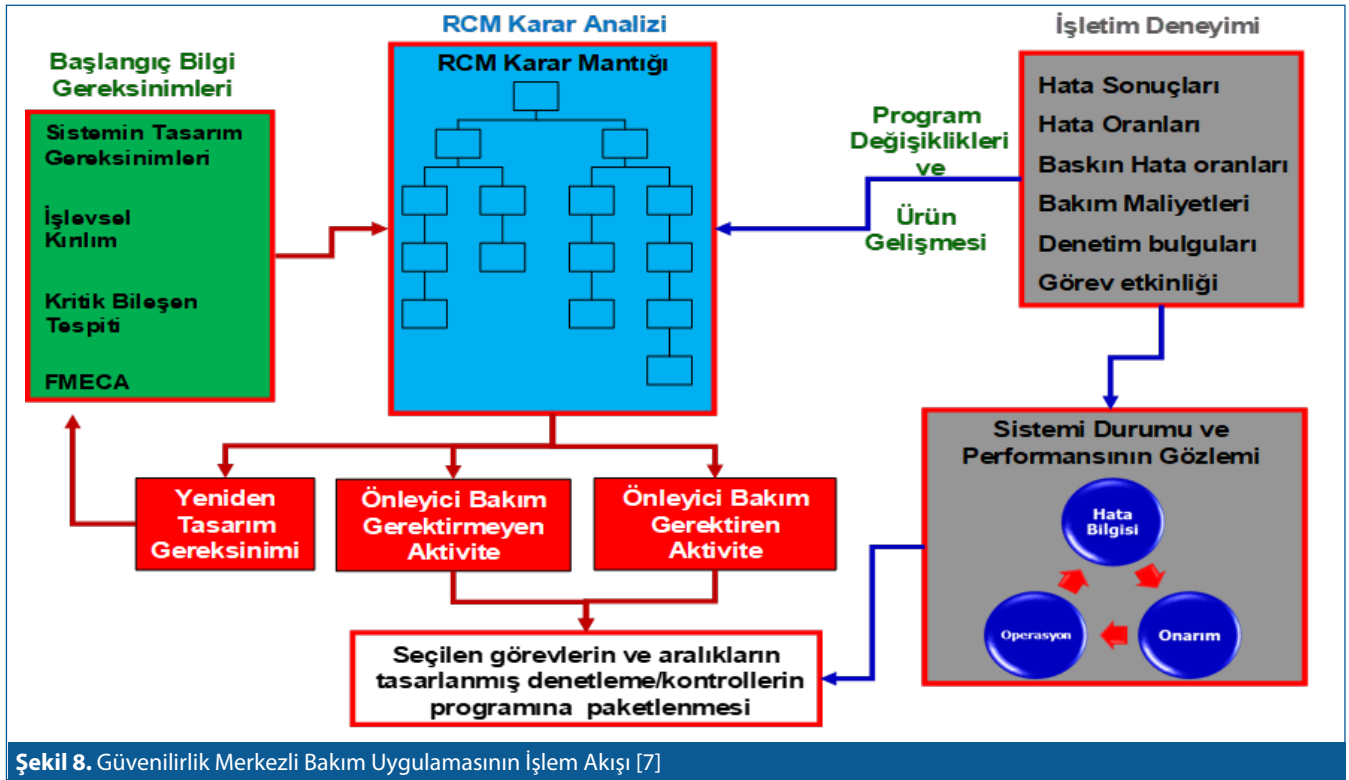 RCM Karar Analizi
İşletim Deneyimi
Başlangıç Bilgi
Gereksinimleri
RCM Karar Mantığı
Sistemin Tasarım
Gereksinimleri
İşlevsel
Kırılım
Kritik Bileşen
Tespiti
FMECA
Program
Değişiklikleri
ve
Ürün
Gelişmesi
Hata Sonuçları
Hata Oranları
Baskın Hata oranları
Bakım Maliyetleri
Denetim bulguları
Görev etkinliği
Yeniden
Tasarım
Gereksinimi
Önleyici Bakım
Gerektirmeyen
Aktivite
Önleyici Bakım
Gerektiren
Aktivite
Sistemi Durumu ve
Performansının Gözlemi
Hata
Bilgisi
Operasyon
Onarım
Seçilen görevlerin ve aralıkların
tasarlanmış denetleme/kontrollerin
programına paketlenmesi
Şekil 8. Güvenilirlik Merkezli Bakım Uygulamasının İşlem Akışı [7]